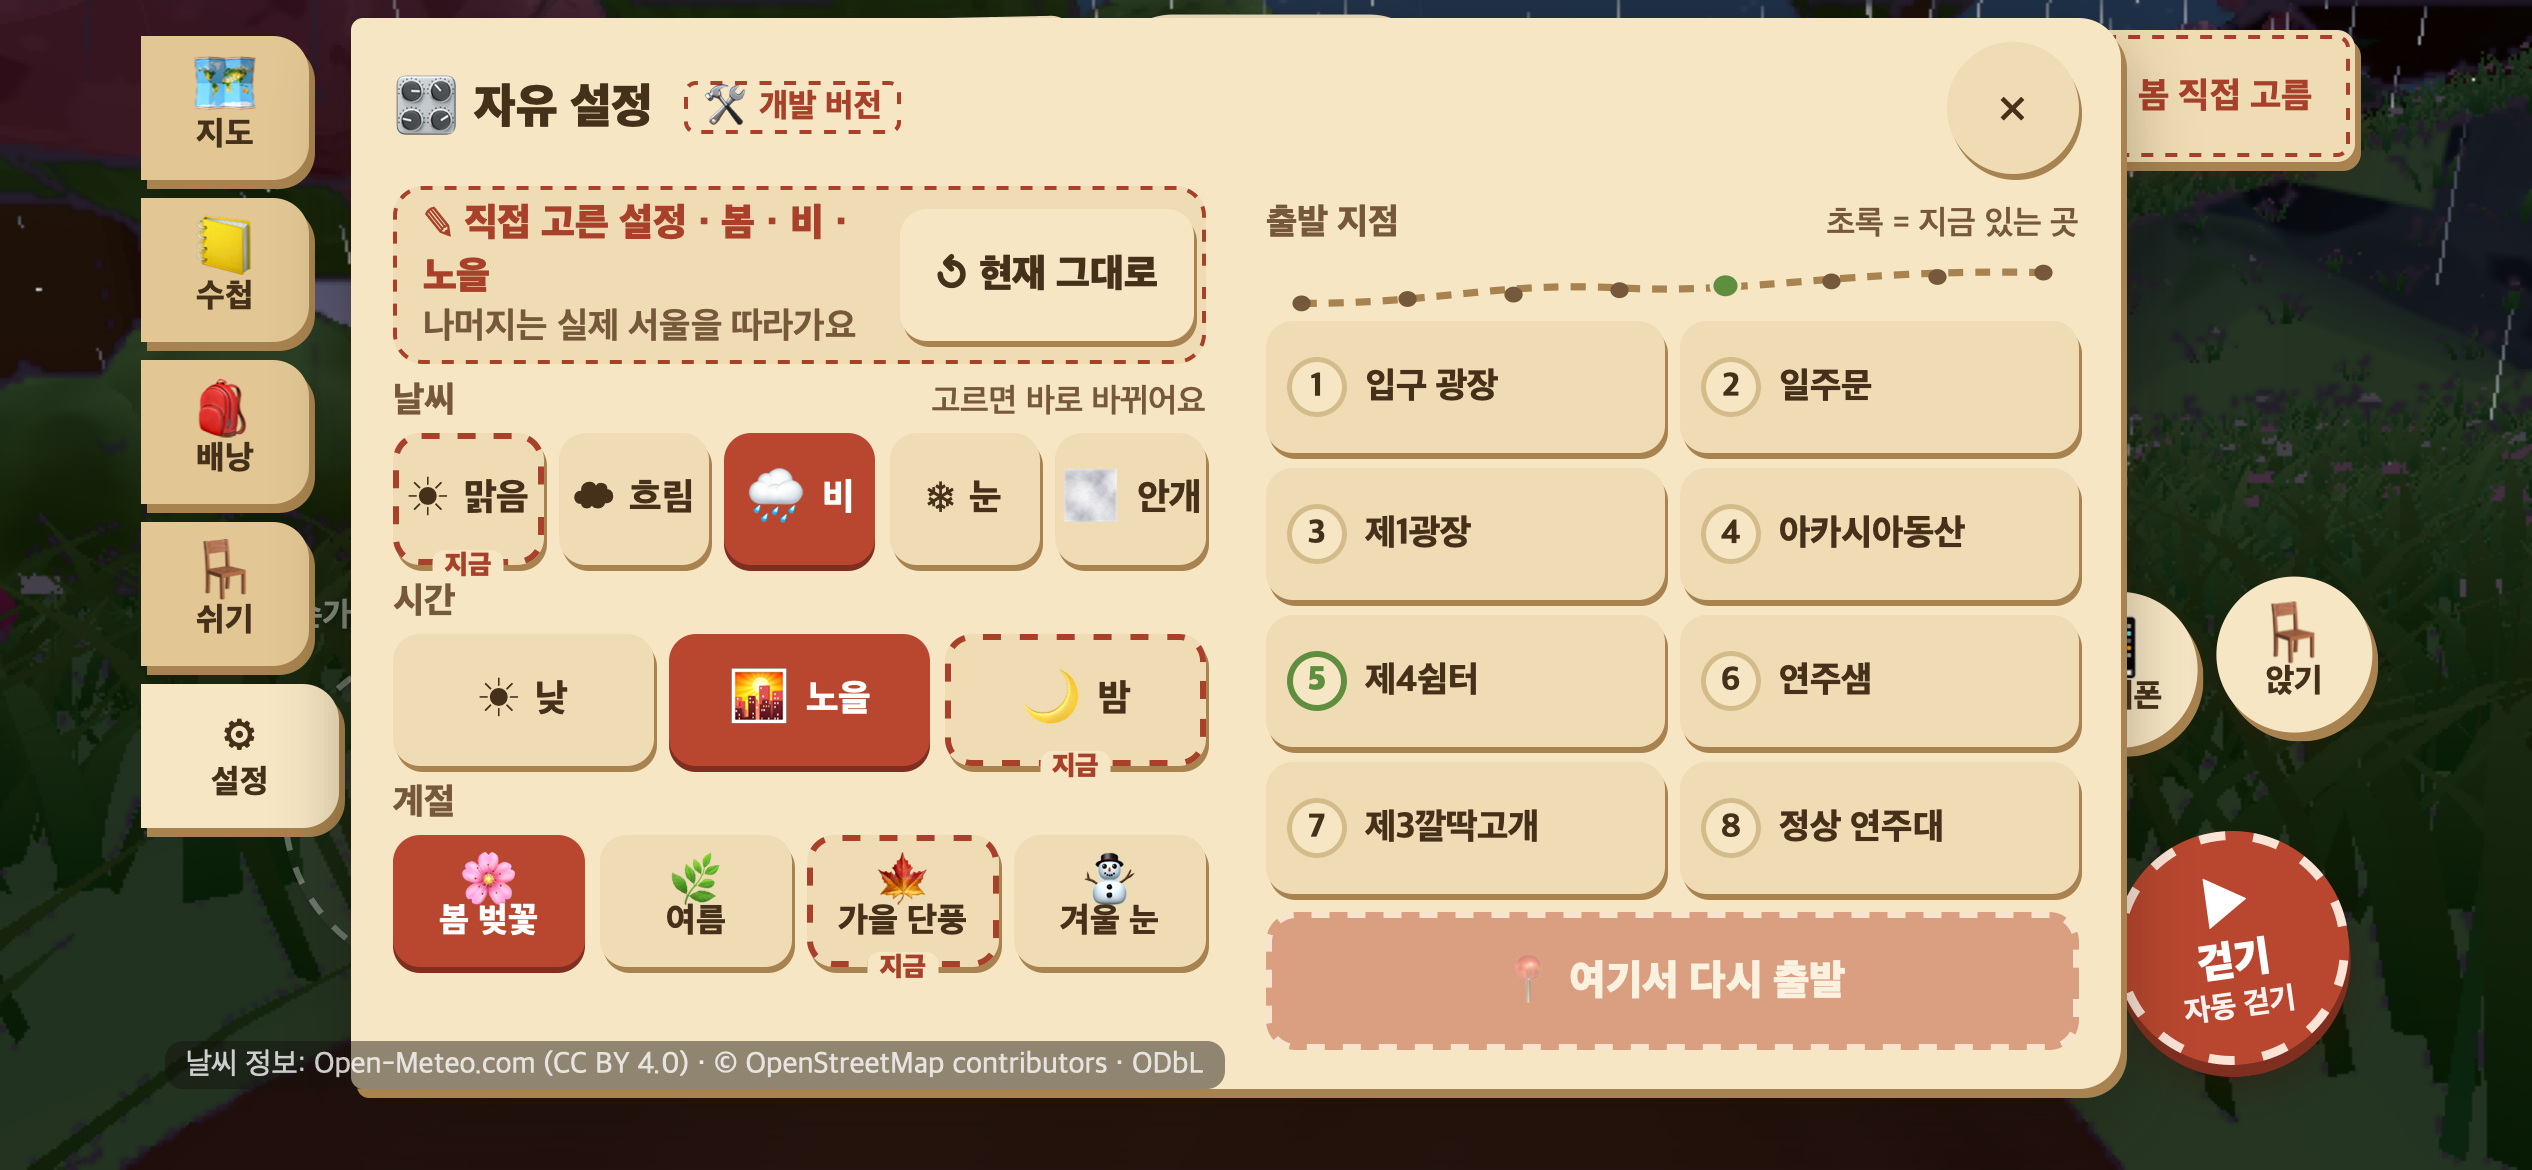 지도
수첩
배낭
쉬기
설정
자유 설정
개발 버전
×
봄 직접 고름
직접 고른 설정 · 봄 · 비 ·
노을
나머지는 실제 서울을 따라가요
현재 그대로
날씨
고르면 바로 바뀌어요
맑음
지금
흐림
비
눈
안개
시간
낮
노을
밤
지금
계절
봄 벚꽃
여름
가을 단풍
지금
겨울 눈
출발 지점
초록 = 지금 있는 곳
1 입구 광장
2 일주문
3 제1광장
4 아카시아동산
5 제4쉼터
6 연주샘
7 제3깔딱고개
8 정상 연주대
여기서 다시 출발
폰
앉기
걷기
자동 걷기
날씨 정보: Open-Meteo.com (CC BY 4.0) · © OpenStreetMap contributors · ODbL